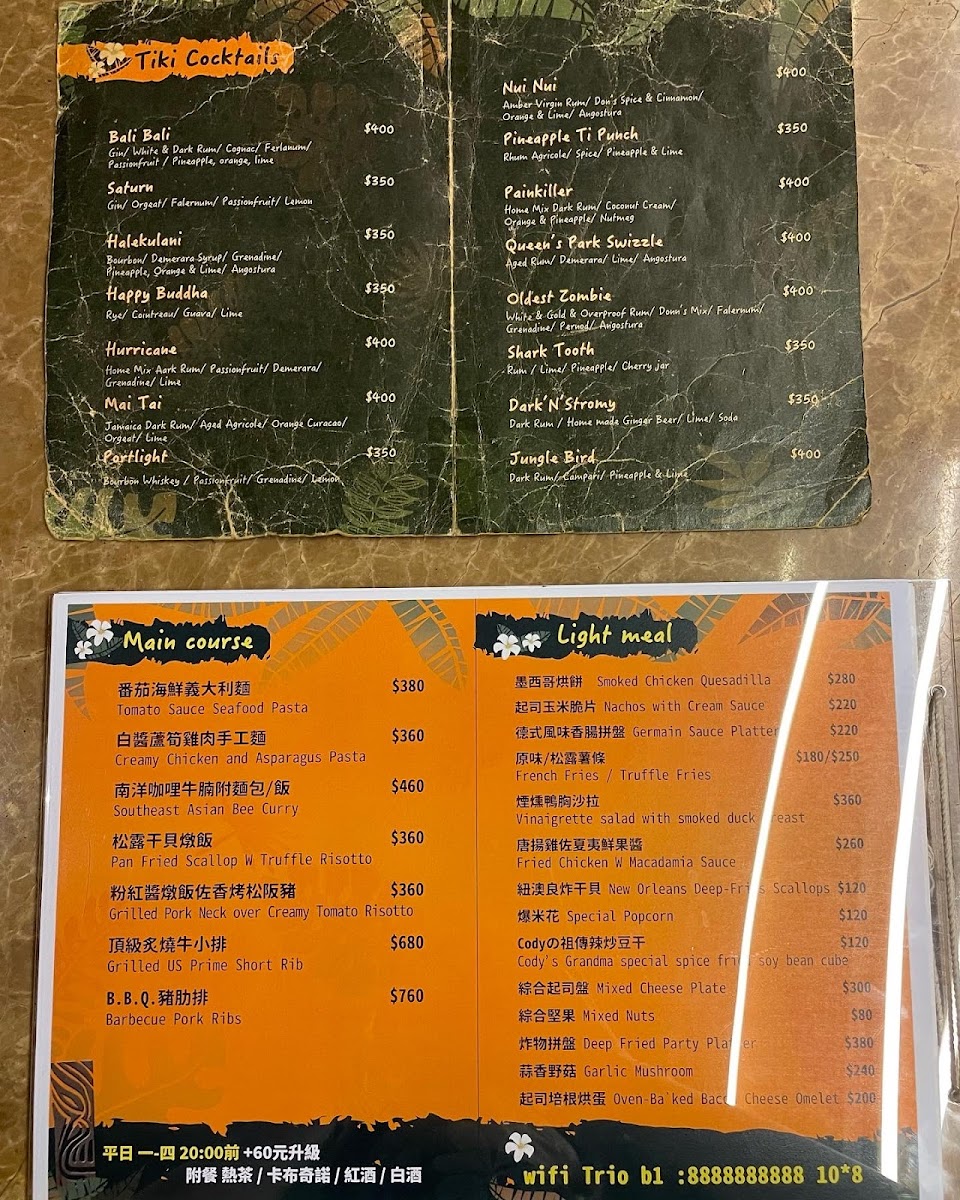 Tiki Cocktails
Bali Bali $400
Gin/ White & Dark Rum/ Cognac/ Ferlanum/
Passionfruit / Pineapple, orange, lime
Saturn $350
Gin/ Orgeat/ Falernum/ Passionfruit/ Lemon
Halekulani $350
Bourbon/ Demerara Syrup/ Grenadine/
Pineapple, Orange & Lime/ Angostura
Happy Buddha $350
Rye/ Cointreau/ Guava/ Lime
Hurricane $400
Home Mix Aark Rum/ Passionfruit/ Demerara/
Grenadine/ Lime
Mai Tai $400
Jamaica Dark Rum/ Aged Agricole/ Orange Curacao/
Orgeat/ Lime
Portlight $350
Bourbon Whiskey / Passionfruit/ Grenadine/ Lemon
Nui Nui $400
Amber Virgin Rum/ Don's Spice & Cinnamon/
Orange & Lime/ Angostura
Pineapple Ti Punch $350
Rhum Agricole/ Spice/ Pineapple & Lime
Painkiller $400
Home Mix Dark Rum/ Coconut Cream/
Orange & Pineapple/ Nutmeg
Queen's Park Swizzle $400
Aged Rum/ Demerara/ Lime/ Angostura
Oldest Zombie $400
White & Gold & Overproof Rum/ Donn's Mix/ Falernum/
Grenadine/ Pernod/ Angostura
Shark Tooth $350
Rum / Lime/ Pineapple/ Cherry jar
Dark'N'Stromy $350
Dark Rum / Home made Ginger Beer/ Lime/ Soda
Jungle Bird $400
Dark Rum/ Campari/ Pineapple & Lime
Main course
番茄海鮮義大利麵 $380
Tomato Sauce Seafood Pasta
白醬蘆筍雞肉手工麵 $360
Creamy Chicken and Asparagus Pasta
南洋咖哩牛腩附麵包/飯 $460
Southeast Asian Bee Curry
松露干貝燉飯 $360
Pan Fried Scallop W Truffle Risotto
粉紅醬燉飯佐香烤松阪豬 $360
Grilled Pork Neck over Creamy Tomato Risotto
頂級炙燒牛小排 $680
Grilled US Prime Short Rib
B.B.Q.豬肋排 $760
Barbecue Pork Ribs
平日 一-四 20:00前 +60元升級
附餐 熱茶 / 卡布奇諾 / 紅酒 / 白酒
Light meal
墨西哥烘餅 Smoked Chicken Quesadilla $280
起司玉米脆片 Nachos with Cream Sauce $220
德式風味香腸拼盤 Germain Sauce Platter $220
原味/松露薯條 $180/$250
French Fries / Truffle Fries
煙燻鴨胸沙拉 $360
Vinaigrette salad with smoked duck breast
唐揚雞佐夏夷鮮果醬 $260
Fried Chicken W Macadamia Sauce
紐澳良炸干貝 New Orleans Deep-Fries Scallops $120
爆米花 Special Popcorn $120
Codyの祖傳辣炒豆干 $120
Cody's Grandma special spice fried soy bean cube
綜合起司盤 Mixed Cheese Plate $300
綜合堅果 Mixed Nuts $80
炸物拼盤 Deep Fried Party Platter $380
蒜香野菇 Garlic Mushroom $240
起司培根烘蛋 Oven-Ba`ked Bacon Cheese Omelet $200
wifi Trio b1 :8888888888 10*8